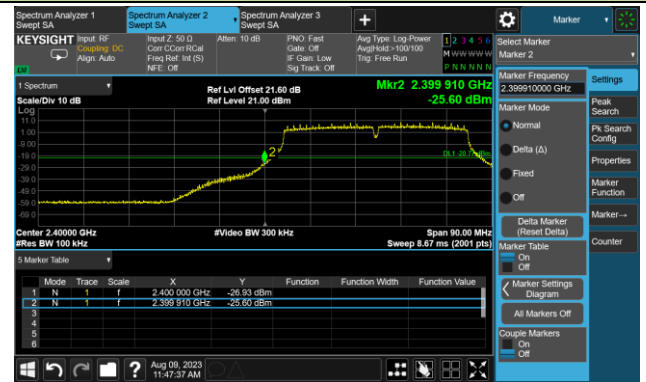 Spectrum Analyzer 1
Swept SA
Spectrum Analyzer 2
Swept SA
Spectrum Analyzer 3
Swept SA
+
Marker
KEYSIGHT
Input: RF
Coupling: DC
Align: Auto
Input Z: 50 Ω
Corr CCorr RCal
Freq Ref: Int (S)
NFE: Off
Atten: 10 dB
PNO: Fast
Gate: Off
IF Gain: Low
Sig Track: Off
Avg Type: Log-Power
Avg|Hold:>100/100
Trig: Free Run
1 2 3 4 5 6
M W W W W W
P N N N N N
Select Marker
Marker 2
1 Spectrum
Scale/Div 10 dB
Log
Ref Lvl Offset 21.60 dB
Ref Level 21.00 dBm
Mkr2 2.399 910 GHz
-25.60 dBm
11.0
1.00
-9.00
-19.0
-29.0
-39.0
-49.0
-59.0
-69.0
2
Center 2.40000 GHz
#Res BW 100 kHz
#Video BW 300 kHz
Span 90.00 MHz
Sweep 8.67 ms (2001 pts)
5 Marker Table
Mode Trace Scale X Y Function Function Width Function Value
1 N 1 f 2.400 000 GHz -26.93 dBm
2 N 1 f 2.399 910 GHz -25.60 dBm
3
4
5
6
Marker Frequency
2.399910000 GHz
Marker Mode
Normal
Delta (Δ)
Fixed
Off
Delta Marker
(Reset Delta)
Marker Table
On
Off
Marker Settings
Diagram
All Markers Off
Couple Markers
On
Off
Settings
Peak
Search
Pk Search
Config
Properties
Marker
Function
Marker→
Counter
?
Aug 09, 2023
11:47:37 AM